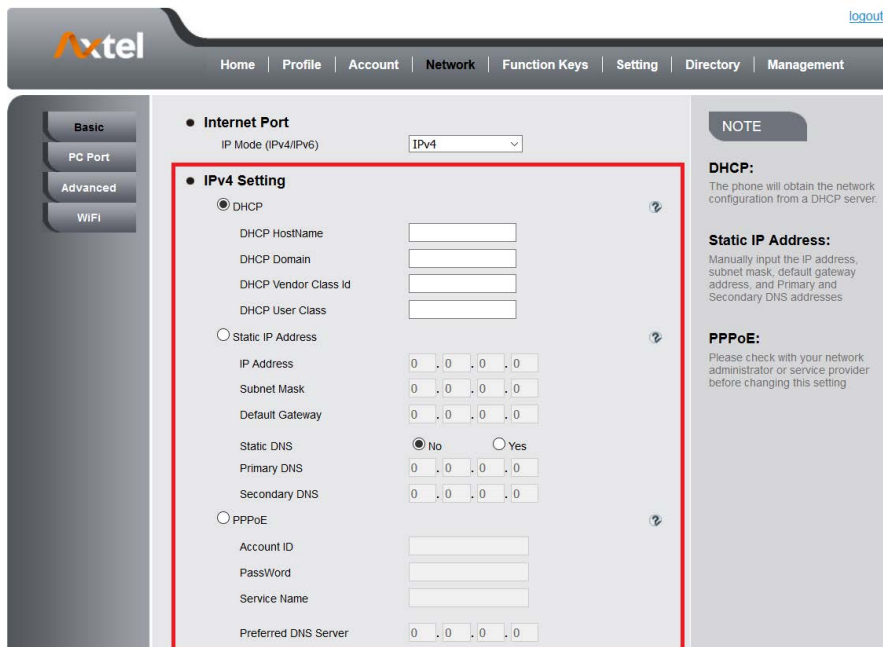 logout
Axtel
Home | Profile | Account | Network | Function Keys | Setting | Directory | Management
Basic
PC Port
Advanced
WiFi
Internet Port
IP Mode (IPv4/IPv6) IPv4
IPv4 Setting
DHCP
DHCP HostName
DHCP Domain
DHCP Vendor Class Id
DHCP User Class
Static IP Address
IP Address 0 . 0 . 0 . 0
Subnet Mask 0 . 0 . 0 . 0
Default Gateway 0 . 0 . 0 . 0
Static DNS No Yes
Primary DNS 0 . 0 . 0 . 0
Secondary DNS 0 . 0 . 0 . 0
PPPoE
Account ID
PassWord
Service Name
Preferred DNS Server 0 . 0 . 0 . 0
NOTE
DHCP:
The phone will obtain the network
configuration from a DHCP server.
Static IP Address:
Manually input the IP address,
subnet mask, default gateway
address, and Primary and
Secondary DNS addresses
PPPoE:
Please check with your network
administrator or service provider
before changing this setting